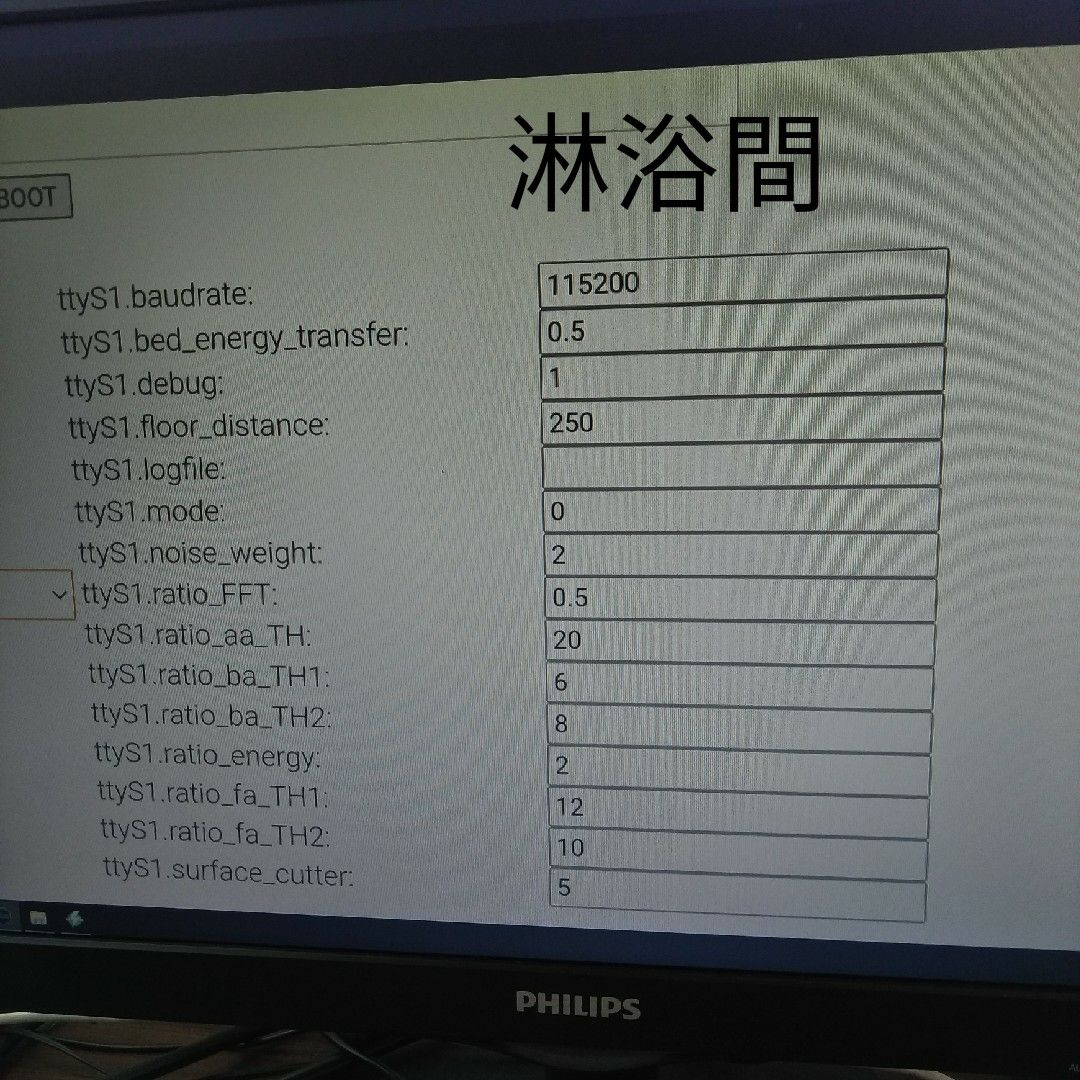 淋浴間
BOOT
ttyS1.baudrate: 115200
ttyS1.bed_energy_transfer: 0.5
ttyS1.debug: 1
ttyS1.floor_distance: 250
ttyS1.logfile:
ttyS1.mode: 0
ttyS1.noise_weight: 2
ttyS1.ratio_FFT: 0.5
ttyS1.ratio_aa_TH: 20
ttyS1.ratio_ba_TH1: 6
ttyS1.ratio_ba_TH2: 8
ttyS1.ratio_energy: 2
ttyS1.ratio_fa_TH1: 12
ttyS1.ratio_fa_TH2: 10
ttyS1.surface_cutter: 5
PHILIPS